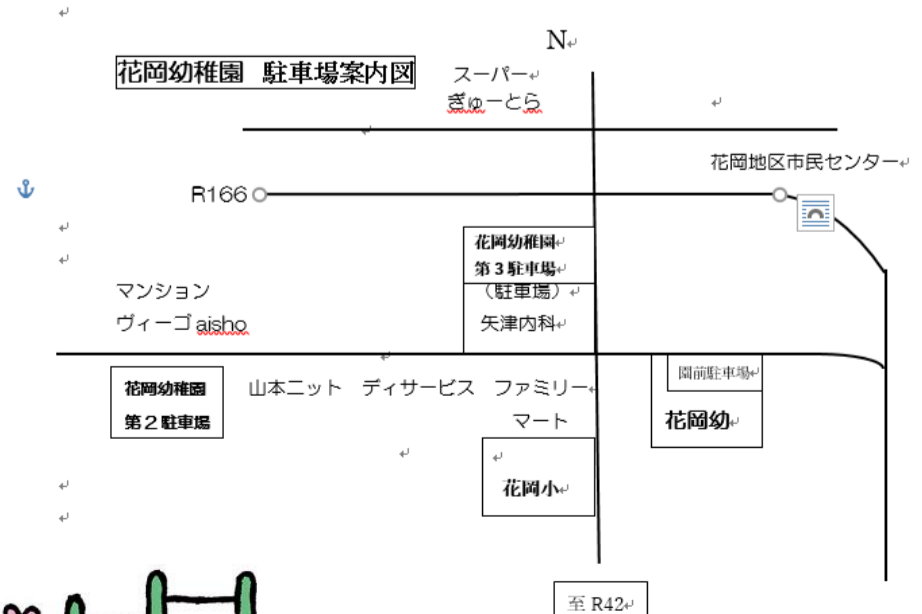 N
花岡幼稚園 駐車場案内図
スーパー
ぎゅーとら
花岡地区市民センター
R166
花岡幼稚園
第3駐車場
(駐車場)
矢津内科
マンション
ヴィーゴ aisho
花岡幼稚園
第2駐車場
山本ニット ディサービス ファミリー
マート
園前駐車場
花岡幼
花岡小
至 R42